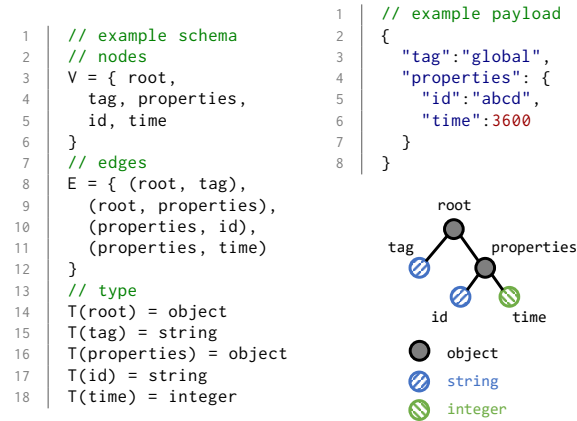 1 // example schema
2 // nodes
3 V = { root,
4 tag, properties,
5 id, time
6 }
7 // edges
8 E = { (root, tag),
9 (root, properties),
10 (properties, id),
11 (properties, time)
12 }
13 // type
14 T(root) = object
15 T(tag) = string
16 T(properties) = object
17 T(id) = string
18 T(time) = integer
1 // example payload
2 {
3 "tag":"global",
4 "properties": {
5 "id":"abcd",
6 "time":3600
7 }
8 }
root
tag properties
id time
object
string
integer